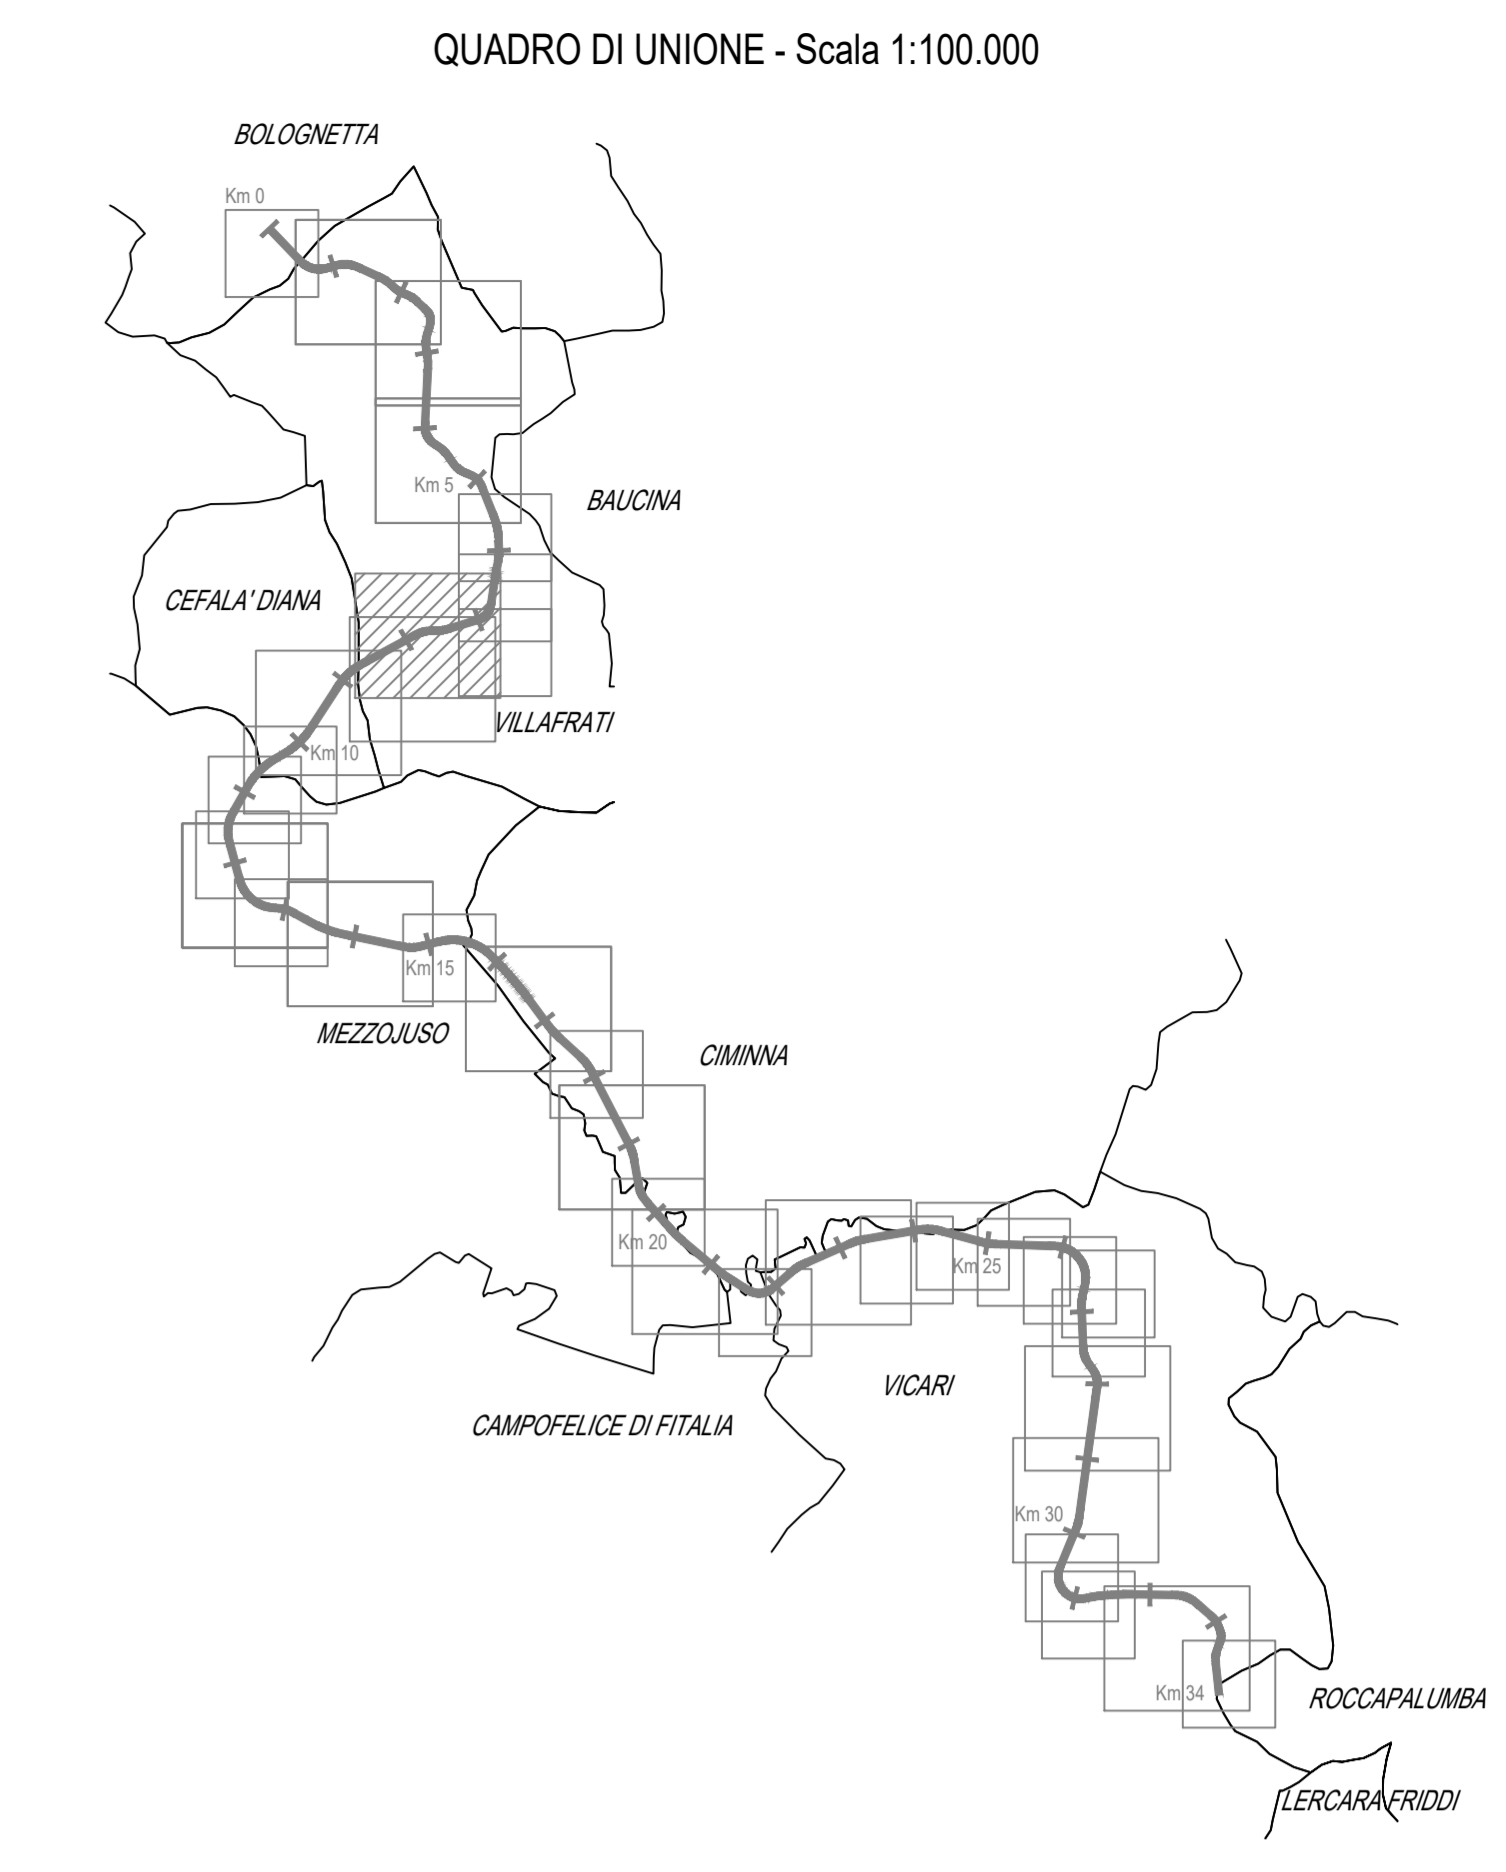 QUADRO DI UNIONE - Scala 1:100.000
BOLOGNETTA
Km 0
Km 5
BAUCINA
CEFALA' DIANA
VILLAFRATI
Km 10
Km 15
MEZZOJUSO
CIMINNA
Km 20
Km 25
VICARI
CAMPOFELICE DI FITALIA
Km 30
Km 34
ROCCAPALUMBA
LERCARA FRIDDI